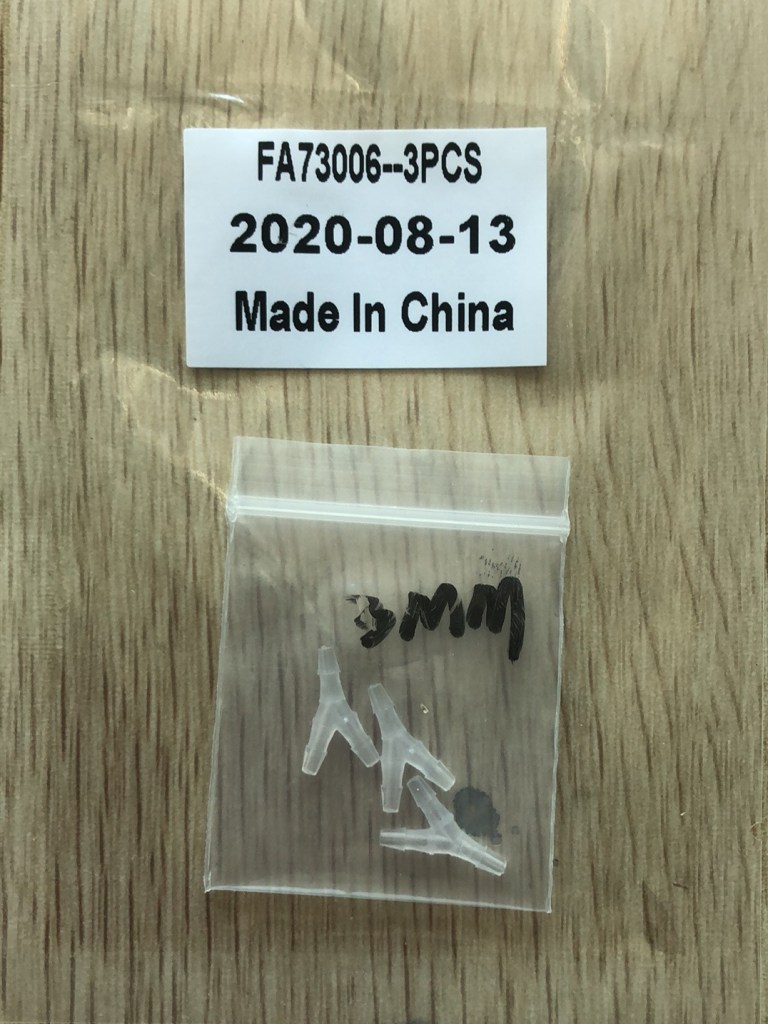 FA73006--3PCS
2020-08-13
Made In China
3MM